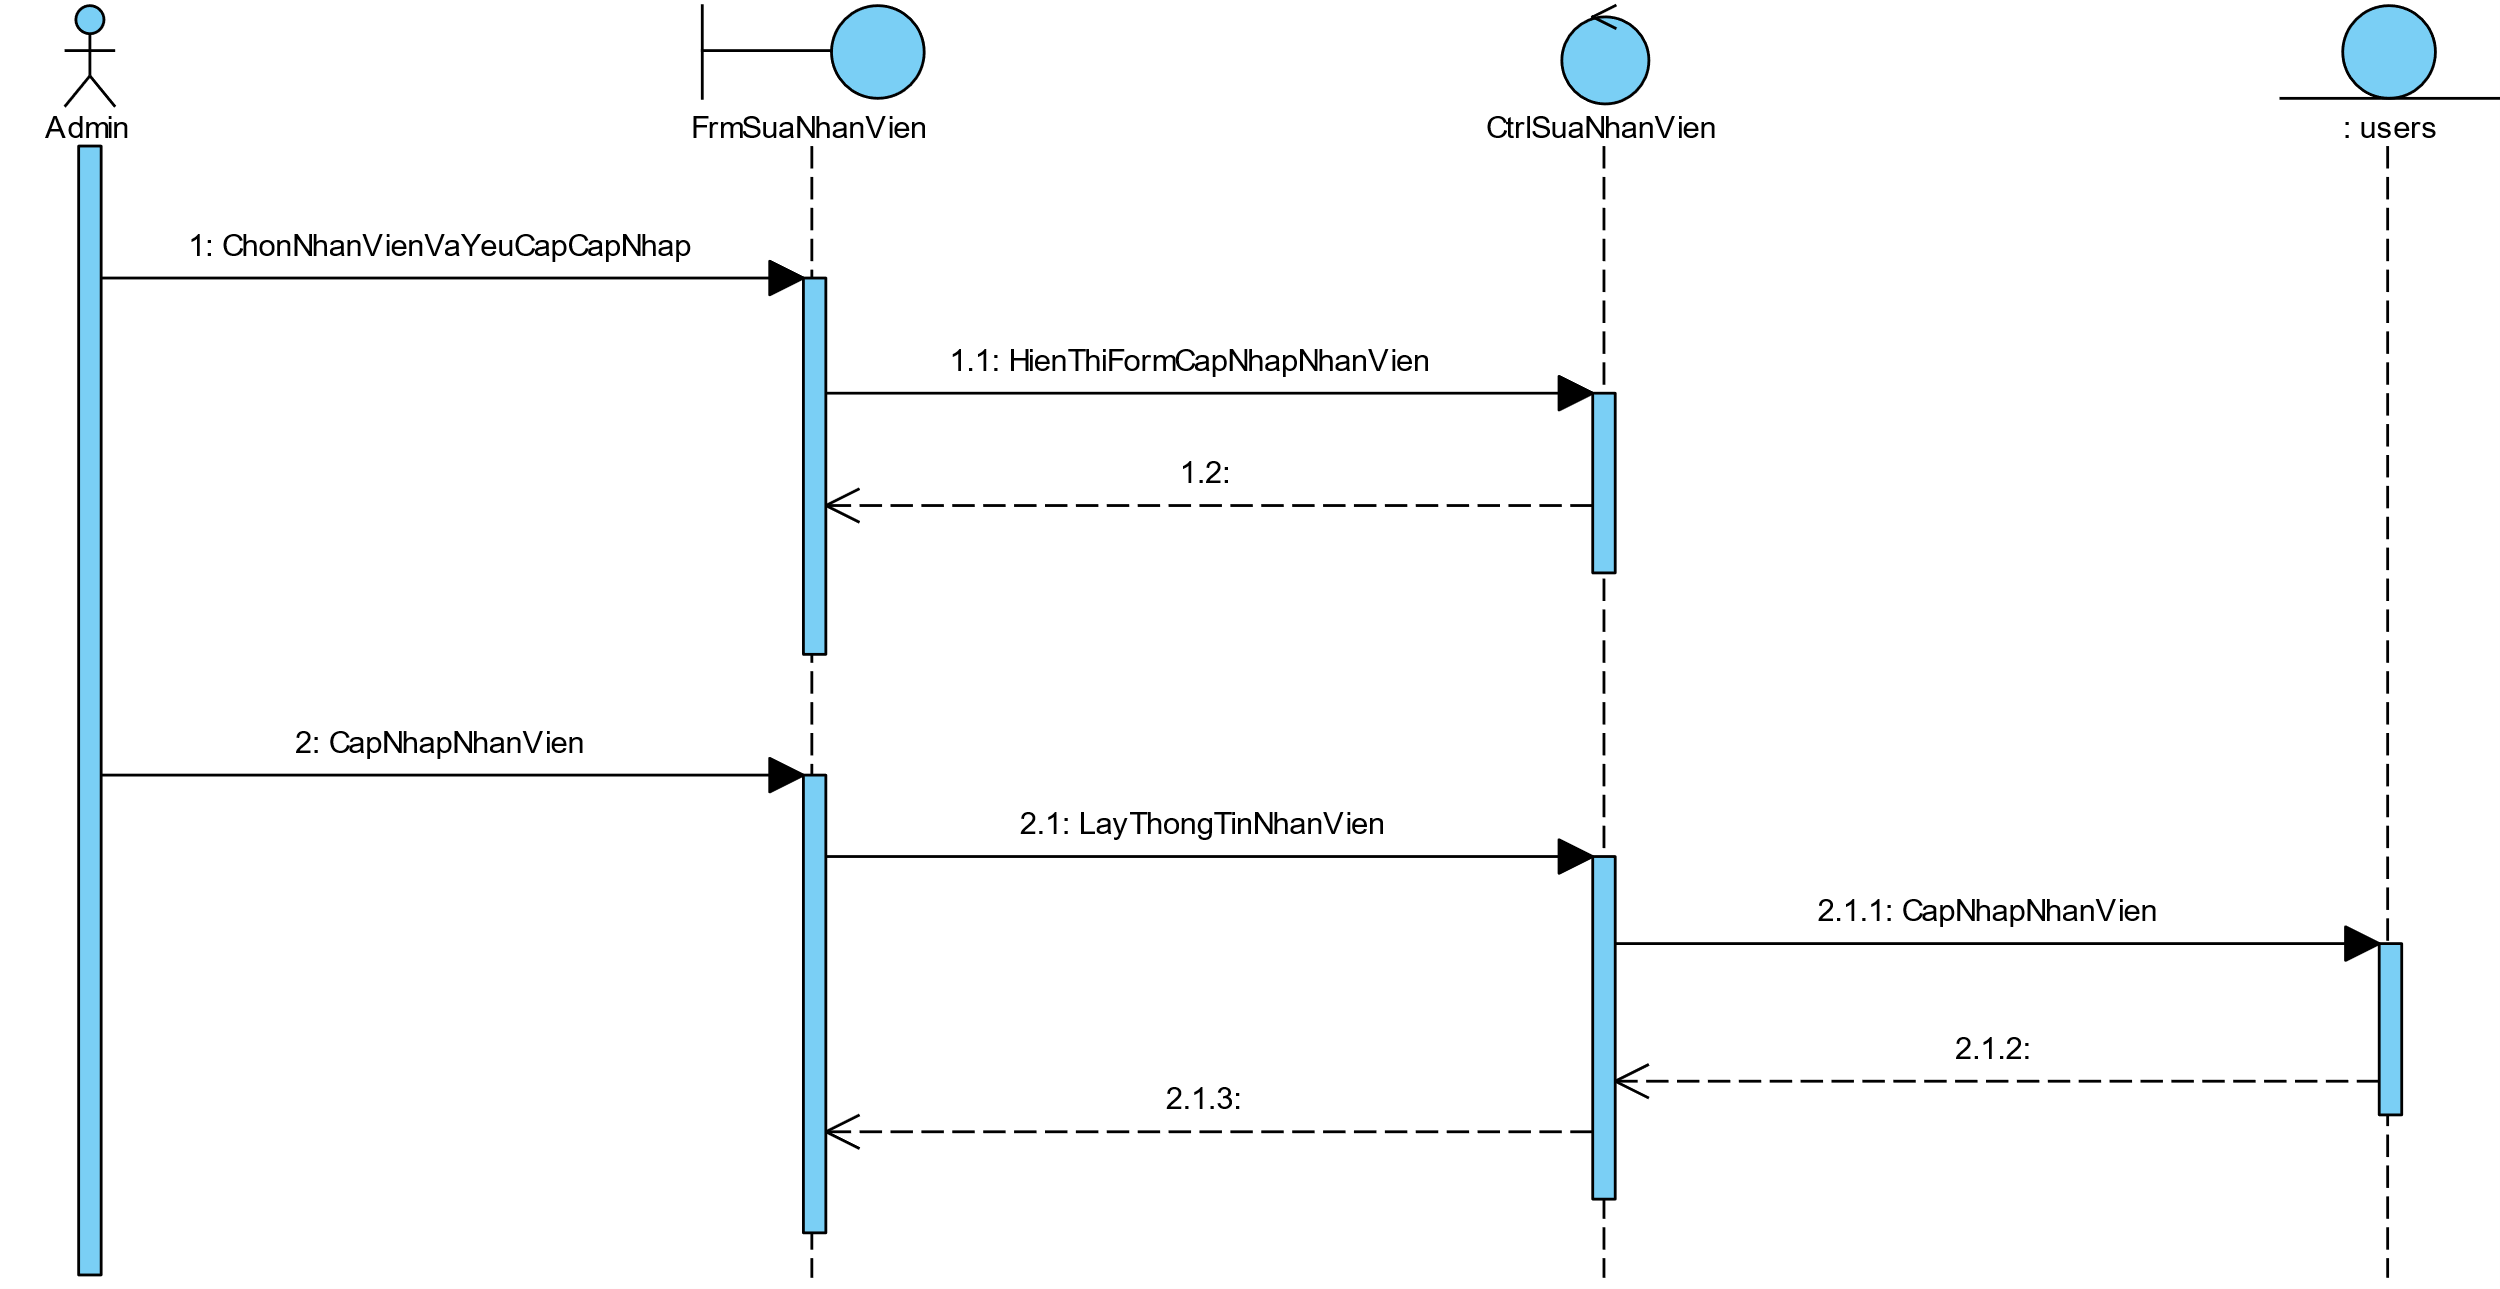 Admin
FrmSuaNhanVien
CtrlSuaNhanVien
: users
1: ChonNhanVienVaYeuCapCapNhap
1.1: HienThiFormCapNhapNhanVien
1.2:
2: CapNhapNhanVien
2.1: LayThongTinNhanVien
2.1.1: CapNhapNhanVien
2.1.2:
2.1.3: